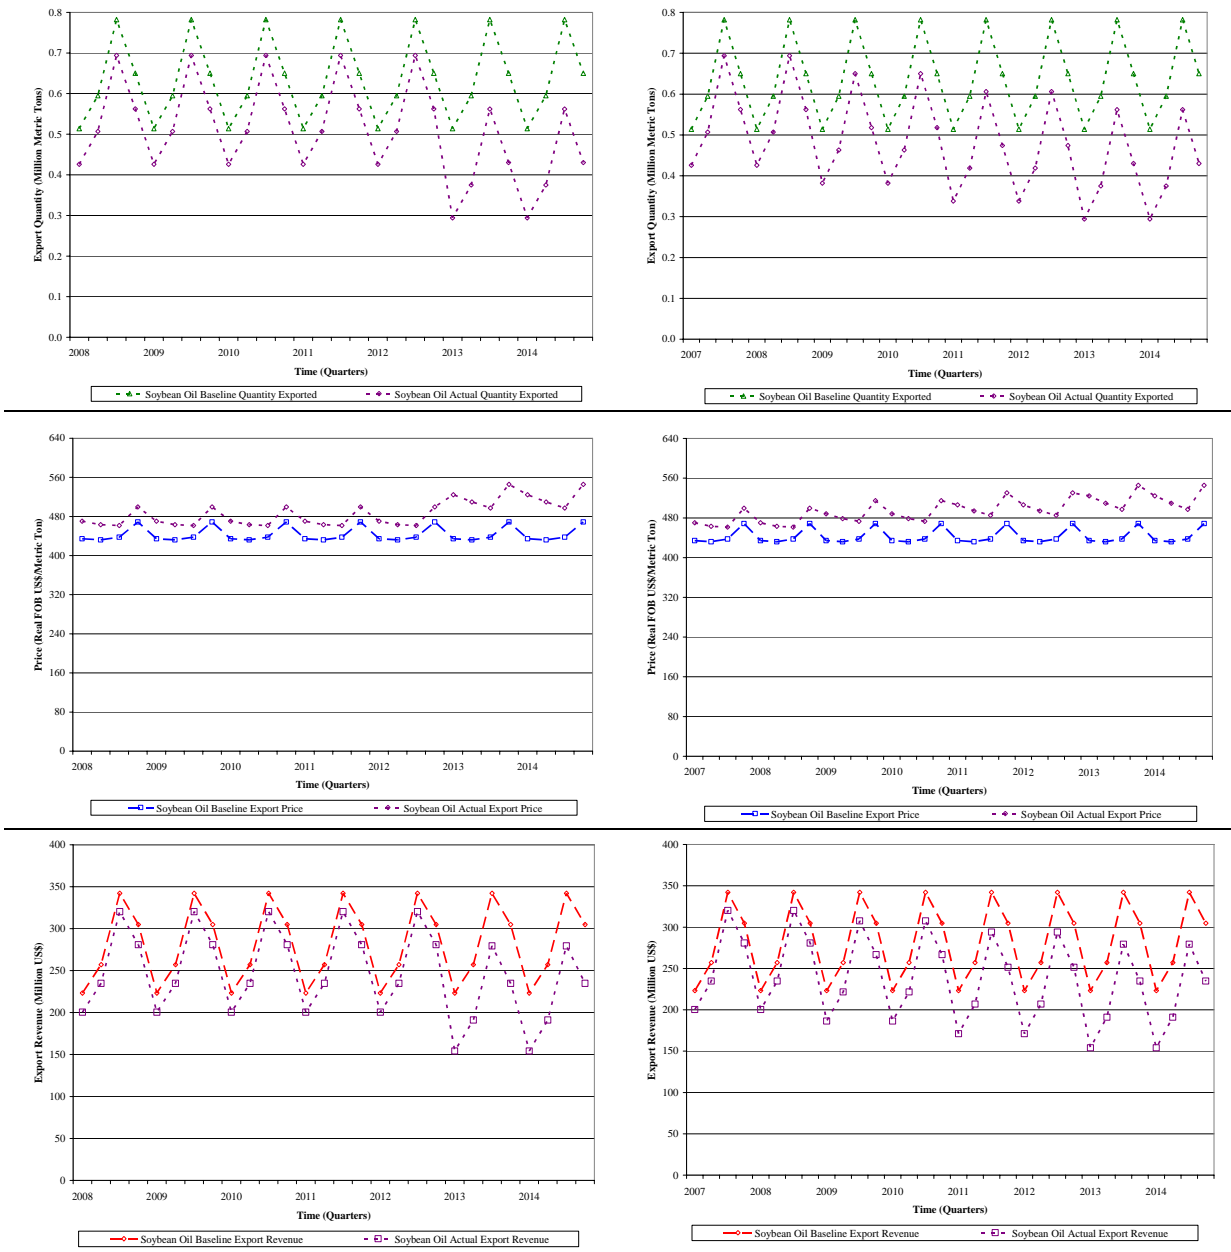 Export Quantity (Million Metric Tons)
0.8
0.7
0.6
0.5
0.4
0.3
0.2
0.1
0.0
2008 2009 2010 2011 2012 2013 2014
Time (Quarters)
Soybean Oil Baseline Quantity Exported Soybean Oil Actual Quantity Exported
Export Quantity (Million Metric Tons)
0.8
0.7
0.6
0.5
0.4
0.3
0.2
0.1
0.0
2007 2008 2009 2010 2011 2012 2013 2014
Time (Quarters)
Soybean Oil Baseline Quantity Exported Soybean Oil Actual Quantity Exported
Price (Real FOB US$/Metric Ton)
640
560
480
400
320
240
160
80
0
2008 2009 2010 2011 2012 2013 2014
Time (Quarters)
Soybean Oil Baseline Export Price Soybean Oil Actual Export Price
Price (Real FOB US$/Metric Ton)
640
560
480
400
320
240
160
80
0
2007 2008 2009 2010 2011 2012 2013 2014
Time (Quarters)
Soybean Oil Baseline Export Price Soybean Oil Actual Export Price
Export Revenue (Million US$)
400
350
300
250
200
150
100
50
0
2008 2009 2010 2011 2012 2013 2014
Time (Quarters)
Soybean Oil Baseline Export Revenue Soybean Oil Actual Export Revenue
Export Revenue (Million US$)
400
350
300
250
200
150
100
50
0
2007 2008 2009 2010 2011 2012 2013 2014
Time (Quarters)
Soybean Oil Baseline Export Revenue Soybean Oil Actual Export Revenue